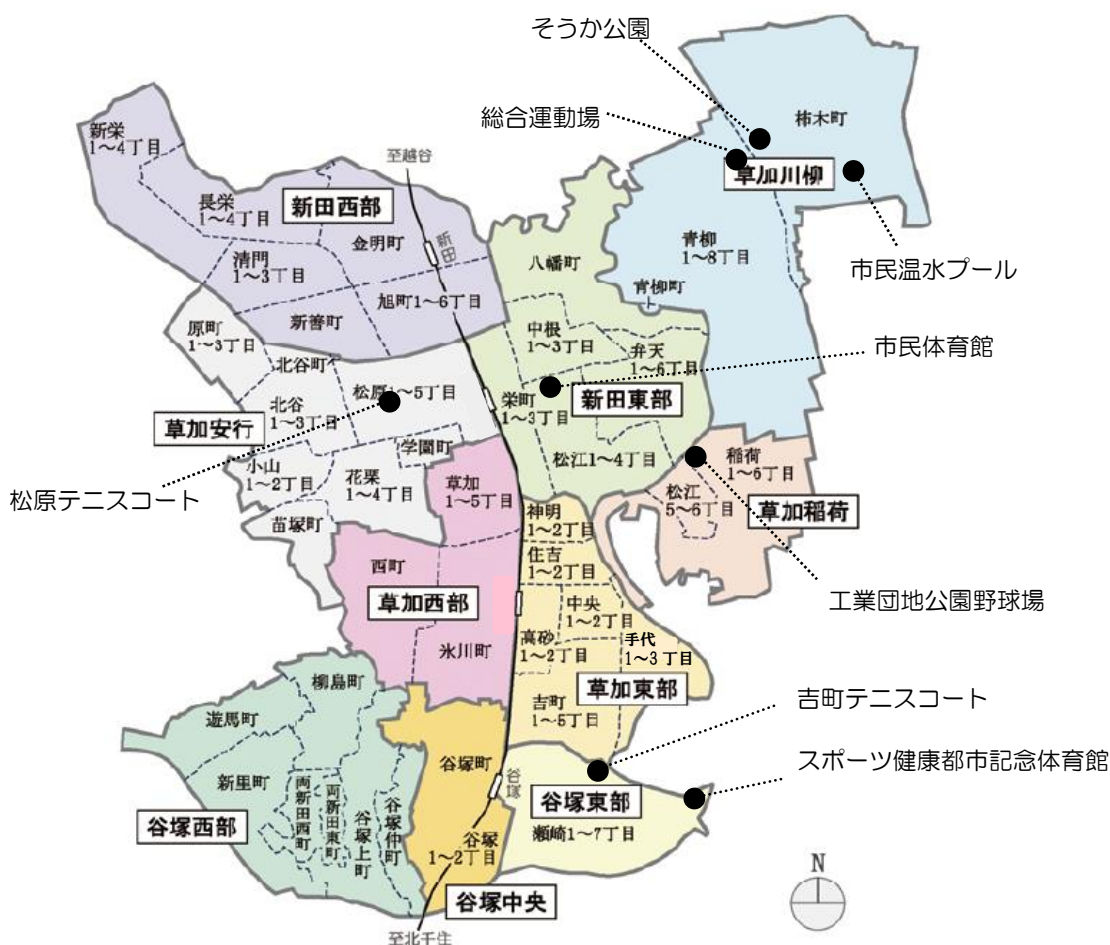 そうか公園
総合運動場
柿木町
草加川柳
青柳
1〜8丁目
青柳町
市民温水プール
新栄
1〜4丁目
長栄
1〜4丁目
新田西部
至越谷
新田
金明町
清門
1〜3丁目
旭町1〜6丁目
新善町
八幡町
中根
1〜3丁目
弁天
1〜6丁目
市民体育館
栄町
1〜3丁目
新田東部
松江1〜4丁目
原町
1〜3丁目
北谷町
松原1〜5丁目
北谷
1〜3丁目
草加安行
学園町
小山
1〜2丁目
花栗
1〜4丁目
苗塚町
松原テニスコート
草加
1〜5丁目
西町
草加西部
氷川町
稲荷
1〜6丁目
松江
5〜6丁目
草加稲荷
工業団地公園野球場
神明
1〜2丁目
住吉
1〜2丁目
中央
1〜2丁目
高砂
1〜2丁目
手代
1〜3丁目
草加東部
吉町
1〜5丁目
吉町テニスコート
スポーツ健康都市記念体育館
柳島町
遊馬町
新里町
両新田西町
両新田東町
谷塚上町
谷塚仲町
谷塚西部
谷塚町
谷塚
谷塚
1〜2丁目
谷塚中央
谷塚東部
瀬崎1〜7丁目
至北千住
N